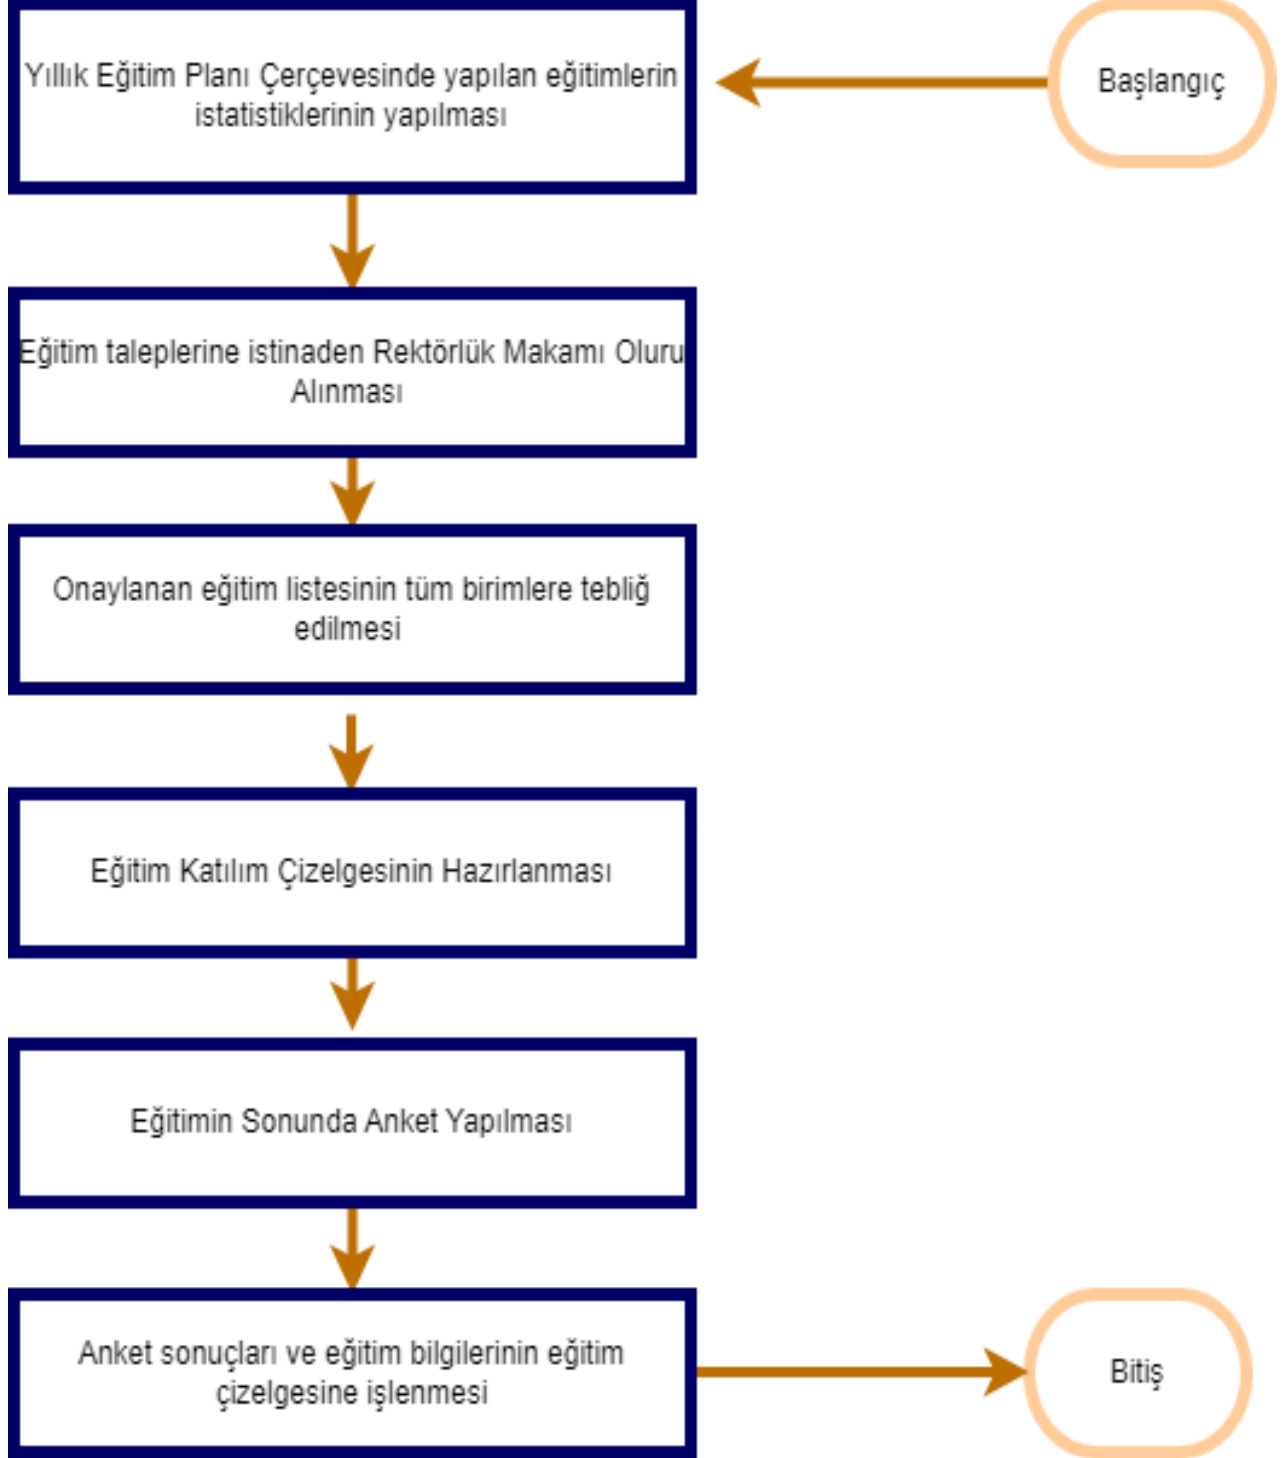 Başlangıç
Yıllık Eğitim Planı Çerçevesinde yapılan eğitimlerin
istatistiklerinin yapılması
Eğitim taleplerine istinaden Rektörlük Makamı Oluru
Alınması
Onaylanan eğitim listesinin tüm birimlere tebliğ
edilmesi
Eğitim Katılım Çizelgesinin Hazırlanması
Eğitimin Sonunda Anket Yapılması
Anket sonuçları ve eğitim bilgilerinin eğitim
çizelgesine işlenmesi
Bitiş